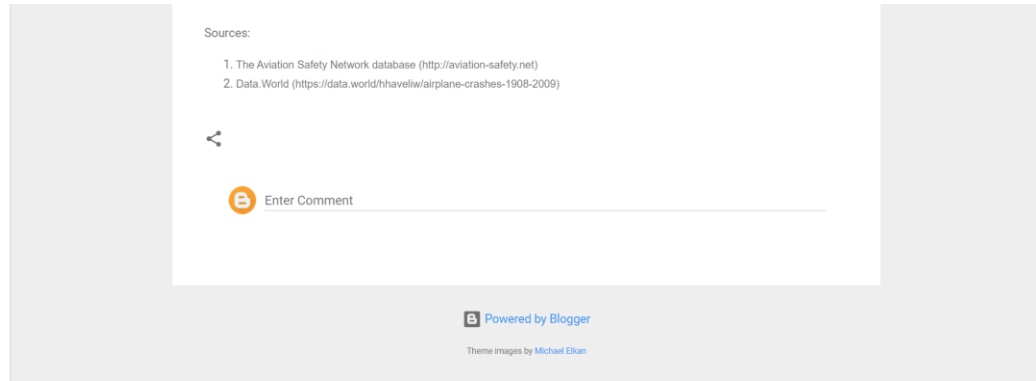 Sources:
1. The Aviation Safety Network database (http://aviation-safety.net)
2. Data.World (https://data.world/hhaveliw/airplane-crashes-1908-2009)
Enter Comment
Powered by Blogger
Theme images by Michael Elkan